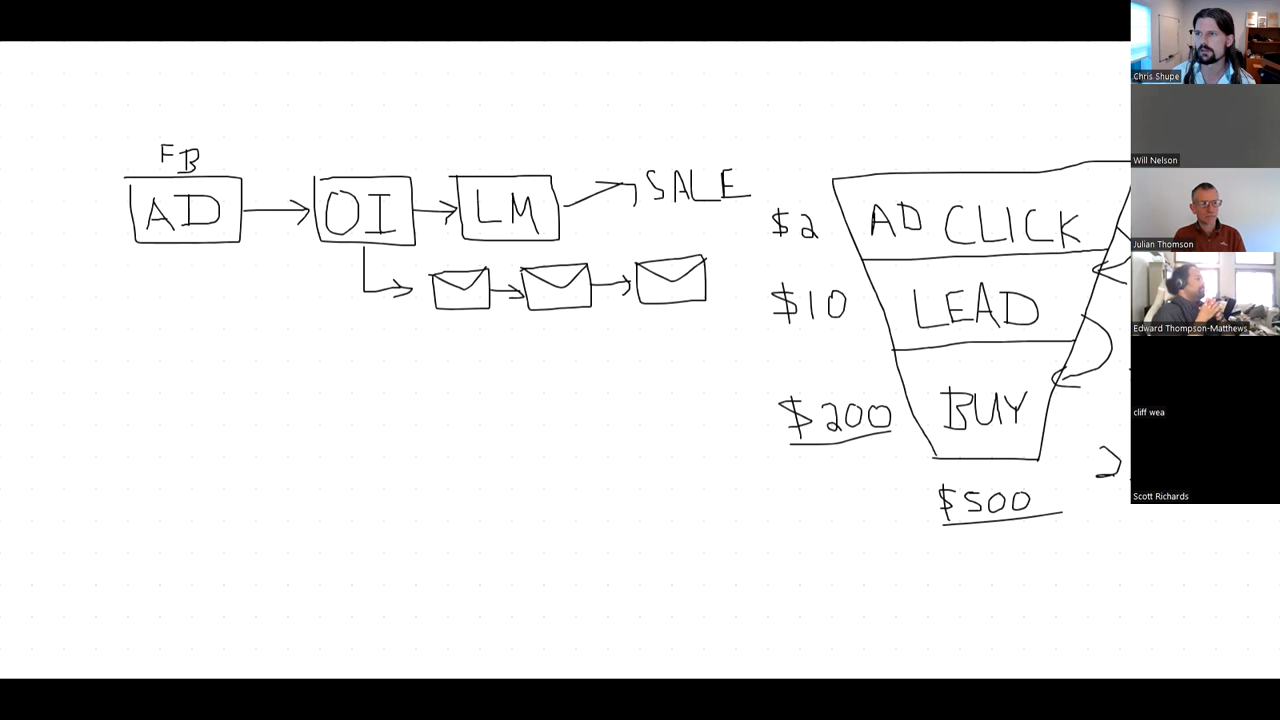 FB
AD
OI
LM
SALE
$2
AD CLICK
$10
LEAD
$200
BUY
$500
2
Chris Shupe
Will Nelson
Julian Thomson
Edward Thompson-Matthews
cliff wea
Scott Richards